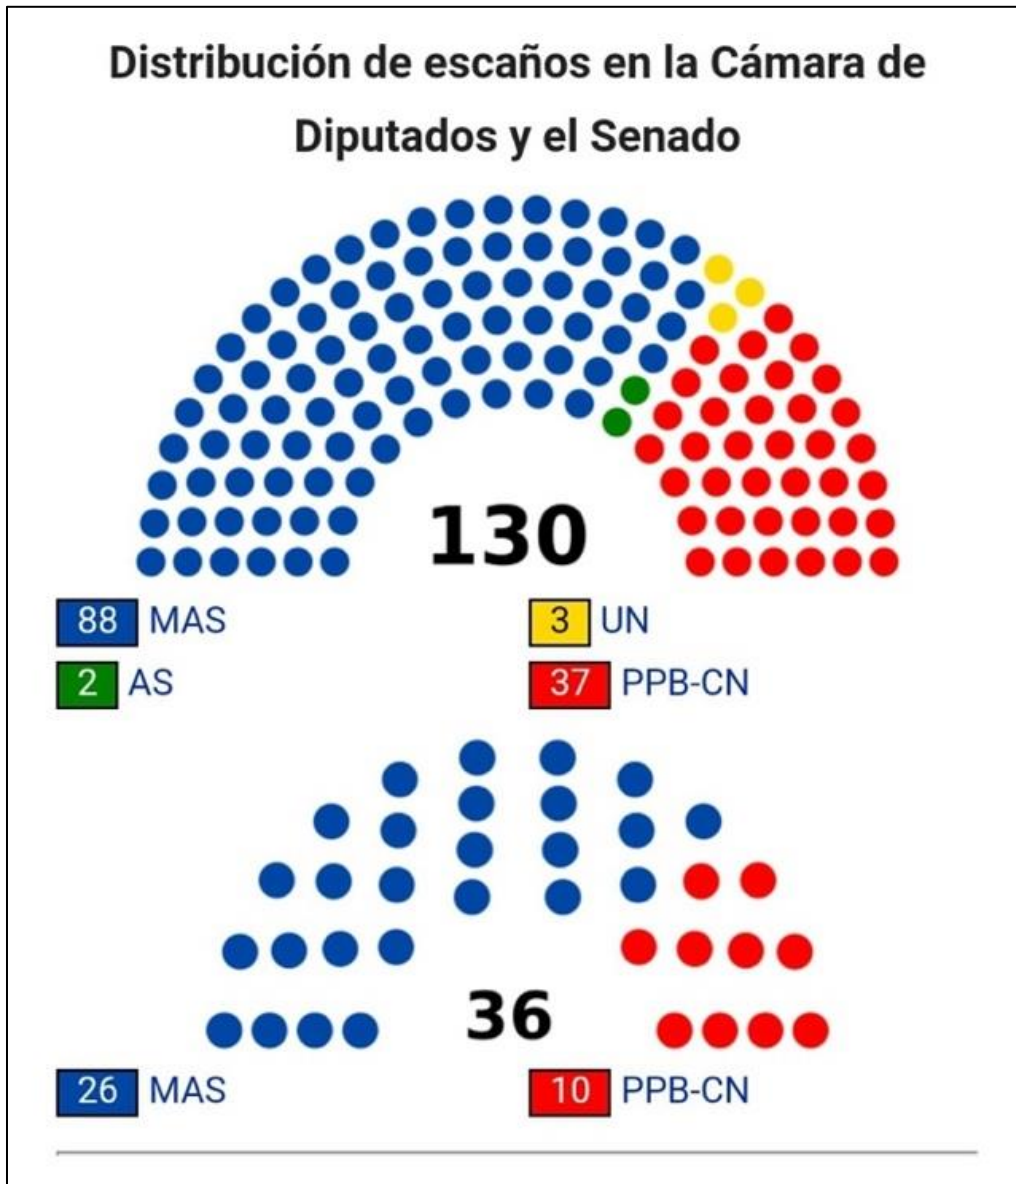 Distribución de escaños en la Cámara de
Diputados y el Senado
130
88 MAS
3 UN
2 AS
37 PPB-CN
36
26 MAS
10 PPB-CN